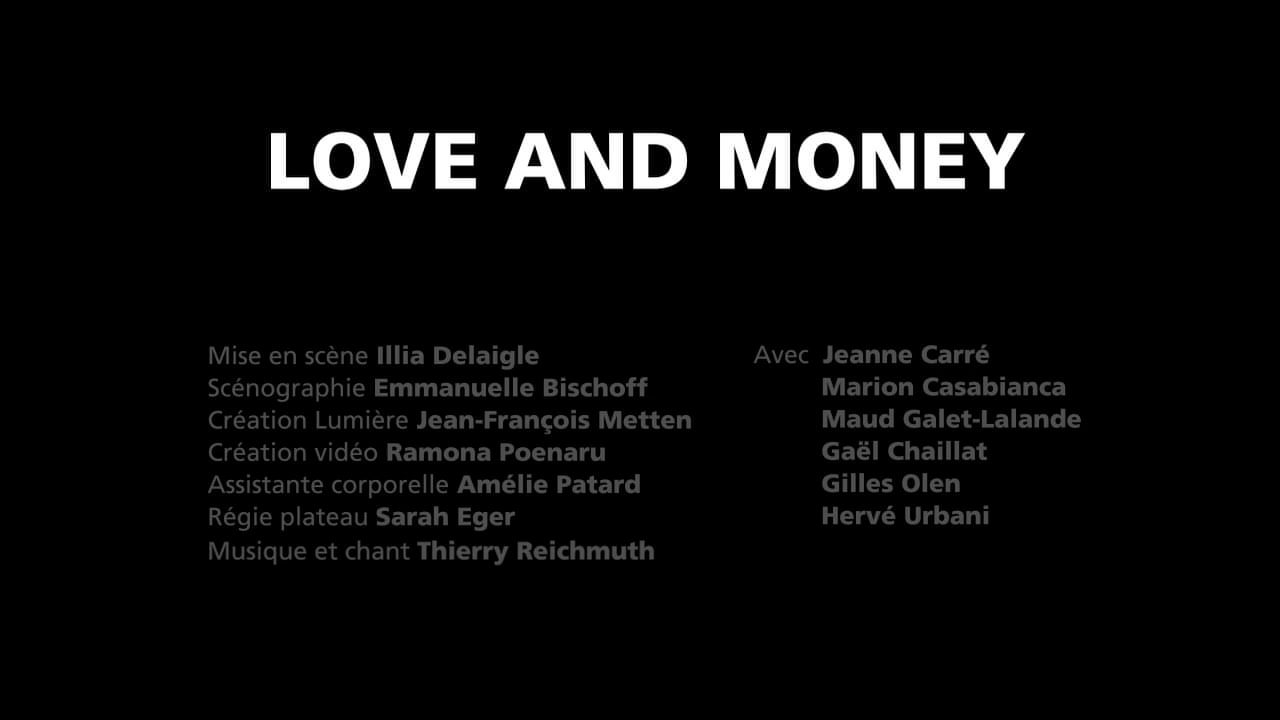 LOVE AND MONEY
Mise en scène Illia Delaigle
Scénographie Emmanuelle Bischoff
Création Lumière Jean-François Metten
Création vidéo Ramona Poenaru
Assistante corporelle Amélie Patard
Régie plateau Sarah Eger
Musique et chant Thierry Reichmuth
Avec Jeanne Carré
Marion Casabianca
Maud Galet-Lalande
Gaël Chaillat
Gilles Olen
Hervé Urbani